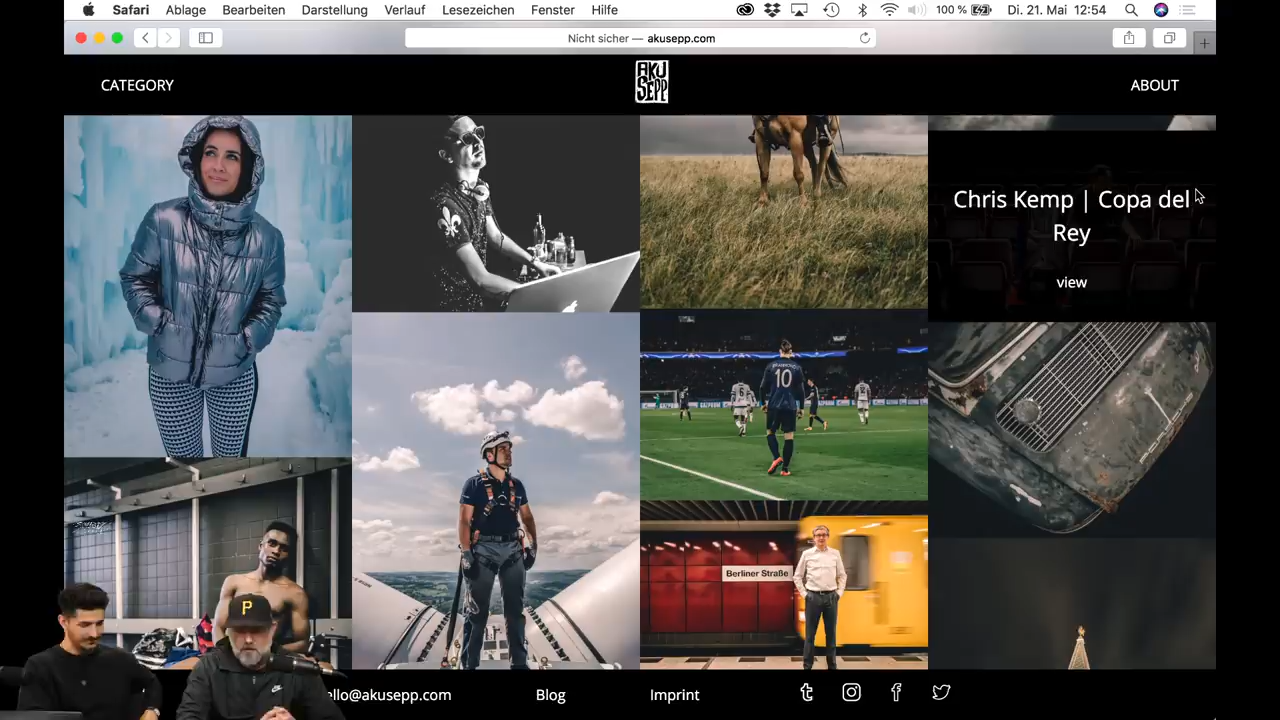 Safari Ablage Bearbeiten Darstellung Verlauf Lesezeichen Fenster Hilfe 100 % Di. 21. Mai 12:54
Nicht sicher — akusepp.com
CATEGORY
AKU
SEPP
ABOUT
Chris Kemp | Copa del
Rey
view
10
6
Berliner Straße
P
ello@akusepp.com
Blog
Imprint